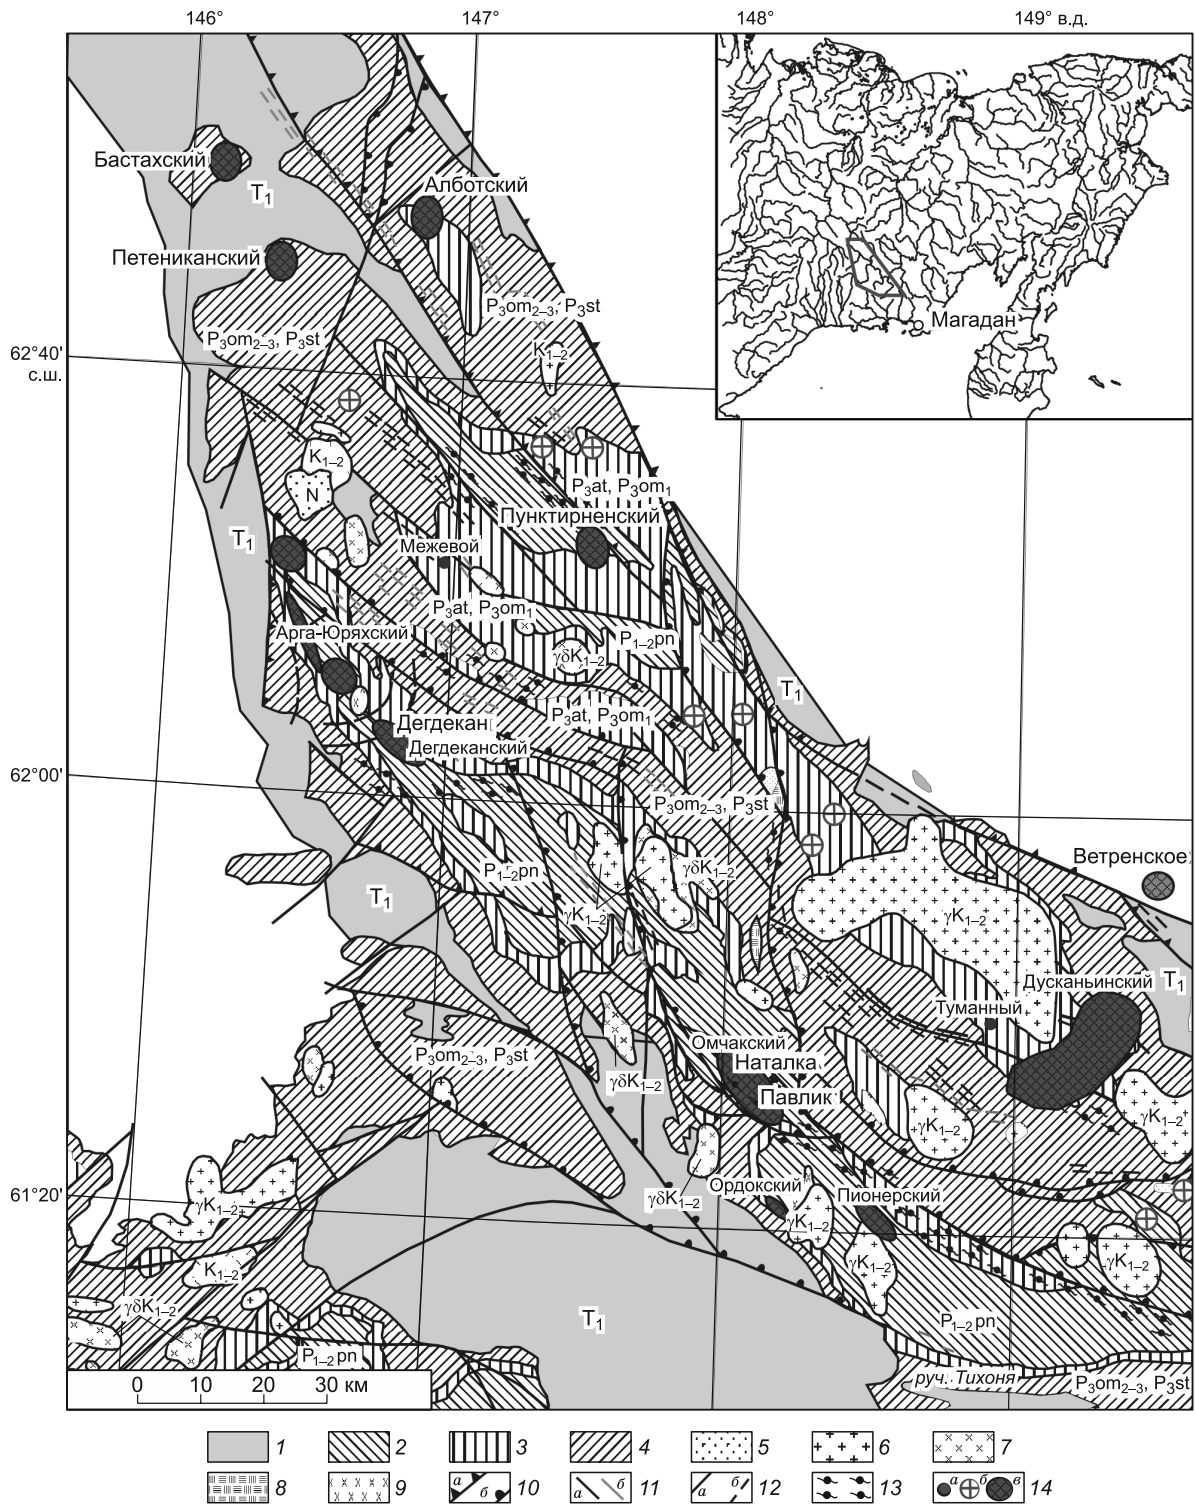 146° 147° 148° 149° в.д.
Магадан
Бастахский
T1
Алботский
Петениканский
P3om2–3, P3st
P3om2–3, P3st
62°40'
с.ш.
K1–2
K1–2
N
P3at, P3om1
Пунктирненский
T1
Межевой
P3at, P3om1
Арга-Юряхский
P1–2pn
γδK1–2
T1
P3at, P3om1
Дегдекан
Дегдеканский
62°00'
P3om2–3, P3st
Ветренское
P1–2pn
γδK1–2
T1
γK1–2
γK1–2
Дусканьинский
T1
Туманный
Омчакский
P3om2–3, P3st
Наталка
γδK1–2
Павлик
γK1–2
γK1–2
61°20'
Ордокский
Пионерский
γδK1–2
γK1–2
γK1–2
γK1–2
γK1–2
K1–2
γδK1–2
T1
P1–2pn
P1–2pn
руч. Тихоня
P3om2–3, P3st
0 10 20 30 км
1 2 3 4 5 6 7
8 9 а б 10 а б 11 а б 12 13 а б в 14